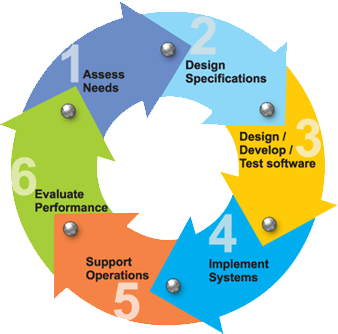 1
Assess
Needs
2
Design
Specifications
3
Design /
Develop /
Test software
4
Implement
Systems
5
Support
Operations
6
Evaluate
Performance